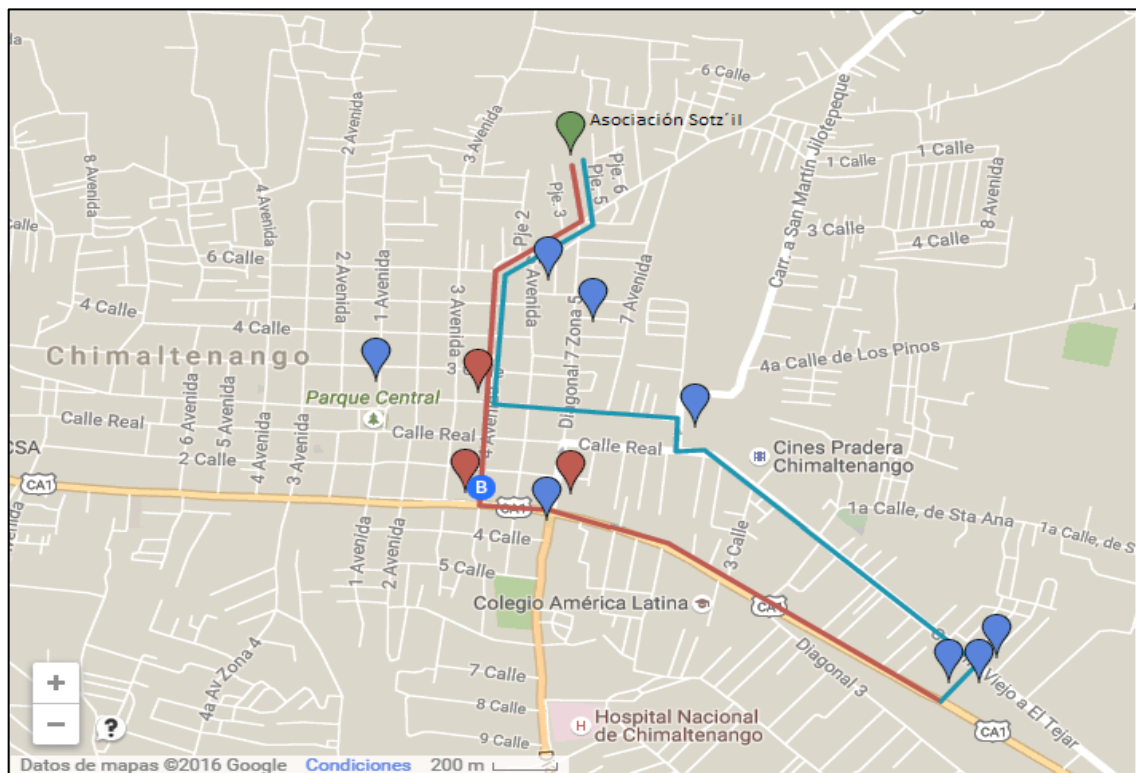 6 Calle
Asociación Sotz´il
2 Avenida
3 Avenida
Pje. 6
Pje. 5
Pje. 3
Pje 2
8 Avenida
4 Avenida
1 Calle
1 Calle
8 Avenida
3 Calle
4 Calle
Carr. a San Martín Jilotepeque
6 Calle
2 Avenida
1 Avenida
3 Avenida
Avenida
7 Avenida
Diagonal 7 Zona 5
4 Calle
4 Calle
4a Calle de Los Pinos
Chimaltenango
Parque Central
Calle Real
Calle Real
Calle Real
4 Avenida
2 Calle
6 Avenida
5 Avenida
4 Avenida
3 Avenida
CSA
Cines Pradera
Chimaltenango
CA1
B
CA1
1a Calle, de Sta Ana
1a Calle, de S
Avenida
4 Calle
5 Calle
1 Avenida
2 Avenida
3 Calle
Colegio América Latina
CA1
Diagonal 3
Viejo a El Tejar
4a Av Zona 4
7 Calle
8 Calle
9 Calle
H
Hospital Nacional
de Chimaltenango
CA1
+
−
?
Datos de mapas ©2016 Google Condiciones 200 m